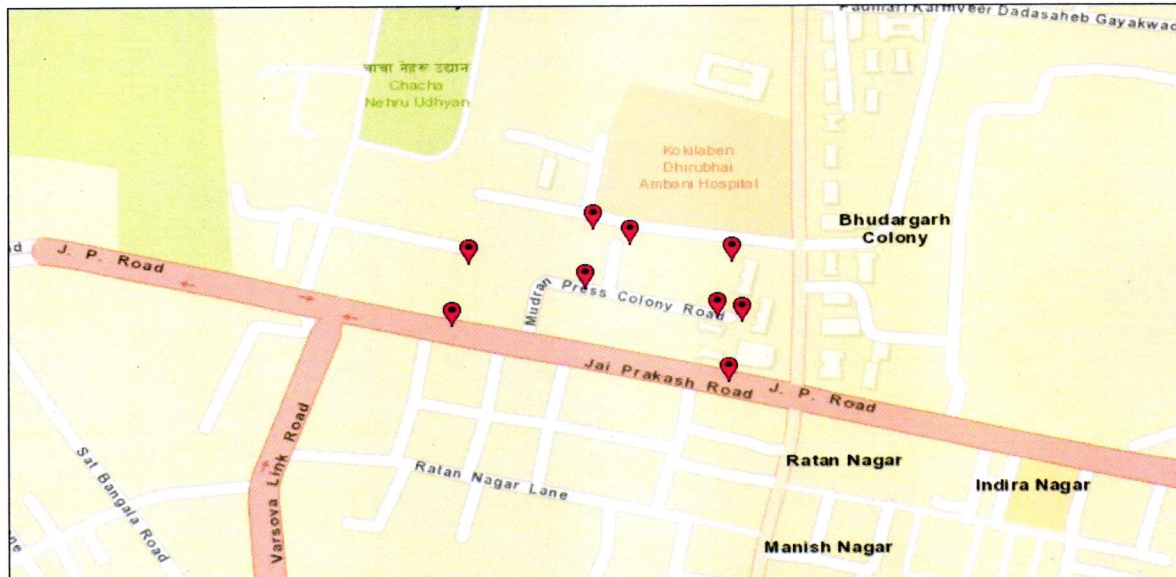 Karmveer Dadasaheb Gayakwad
चाचा नेहरू उद्यान
Chacha
Nehru Udhyan
Kokilaben
Dhirubhai
Ambani Hospital
Bhudargarh
Colony
J. P. Road
Mudran Press Colony Road
Jai Prakash Road
J. P. Road
Varsova Link Road
Sat Bangala Road
Ratan Nagar Lane
Ratan Nagar
Indira Nagar
Manish Nagar